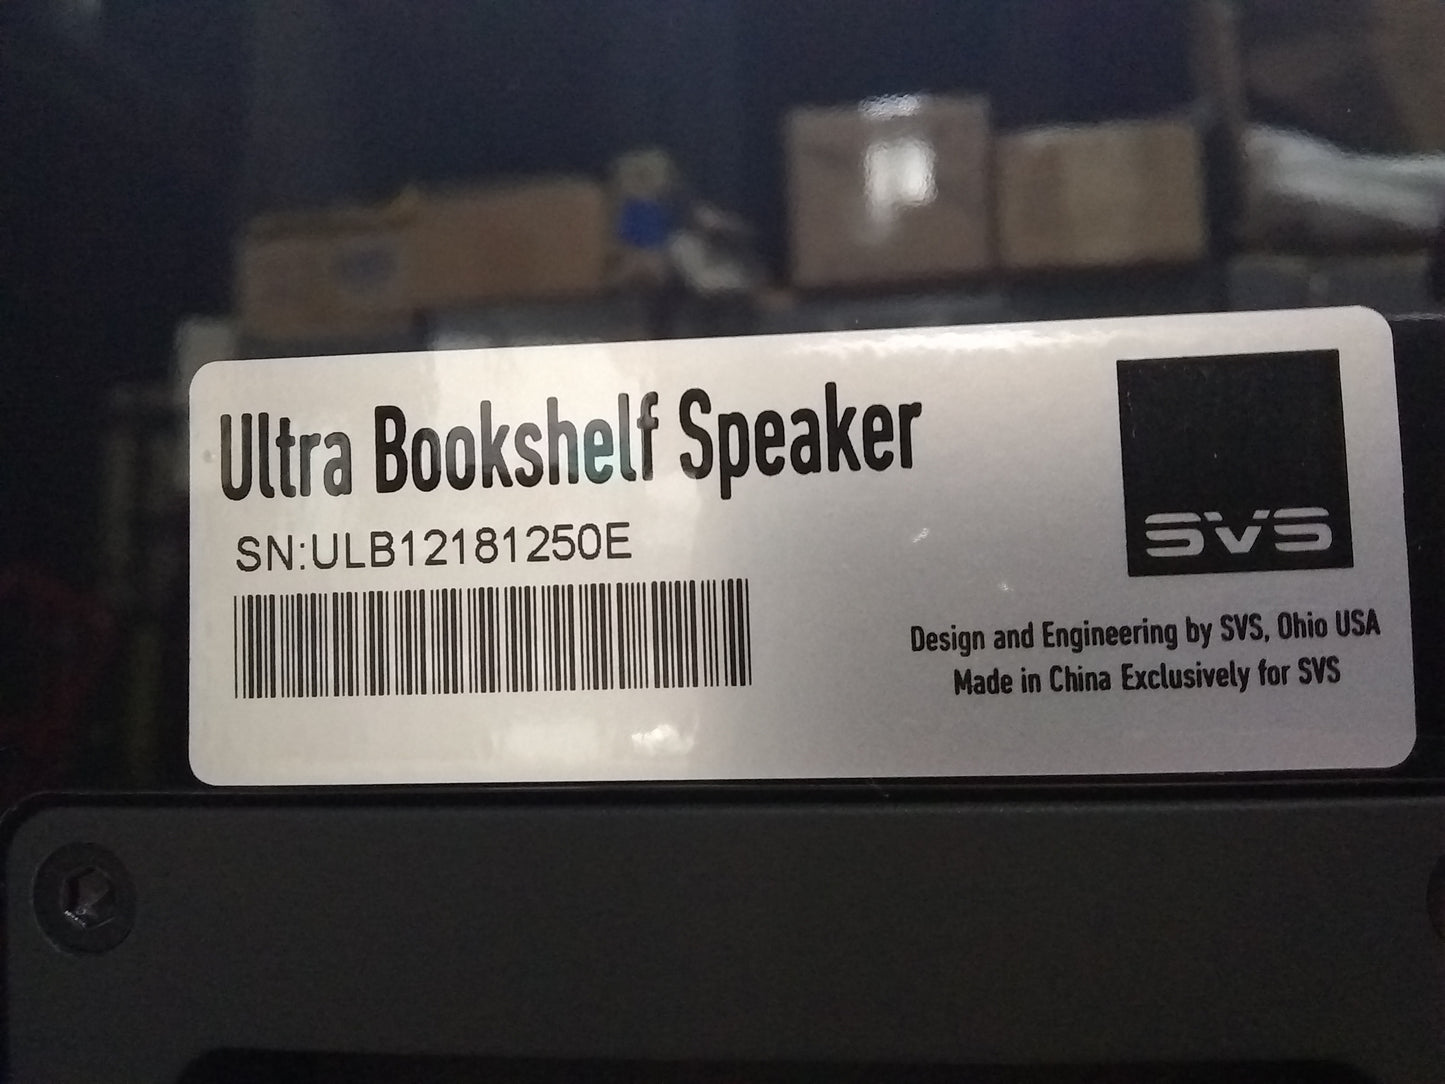 Ultra Bookshelf Speaker
SN:ULB12181250E
SVS
Design and Engineering by SVS, Ohio USA
Made in China Exclusively for SVS